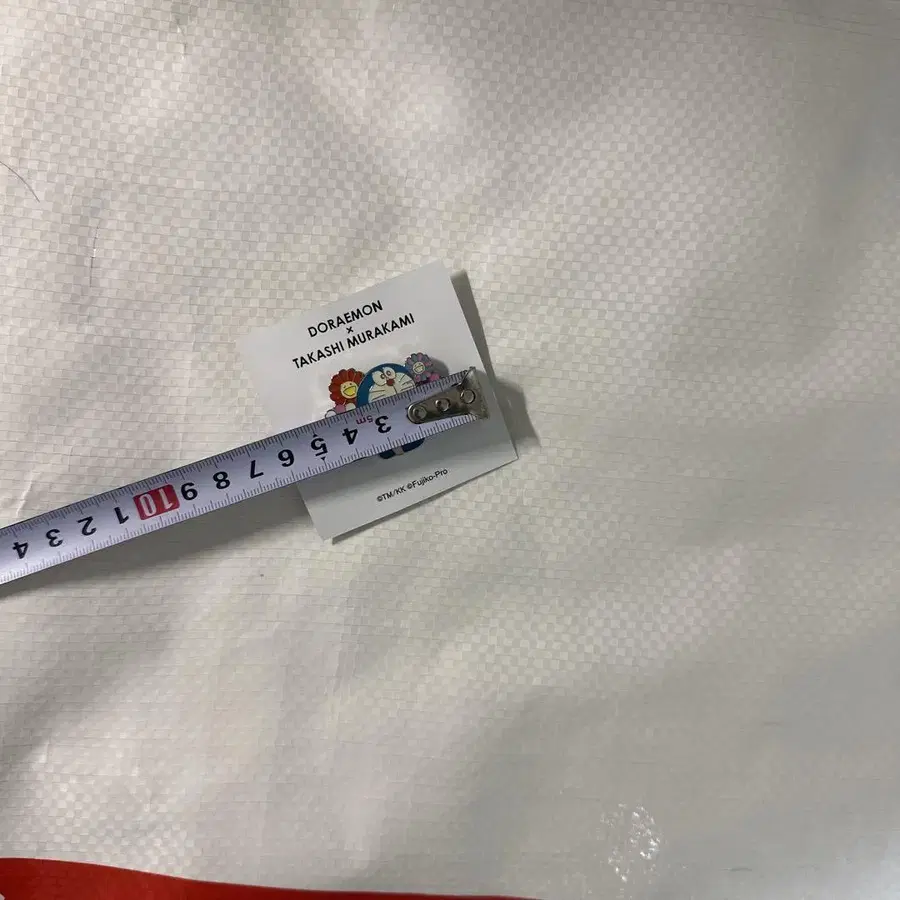 DORAEMON
×
TAKASHI MURAKAMI
5m
3 4 5 6 7 8 9 10 1 2 3 4
©TM/KK ©Fujiko-Pro